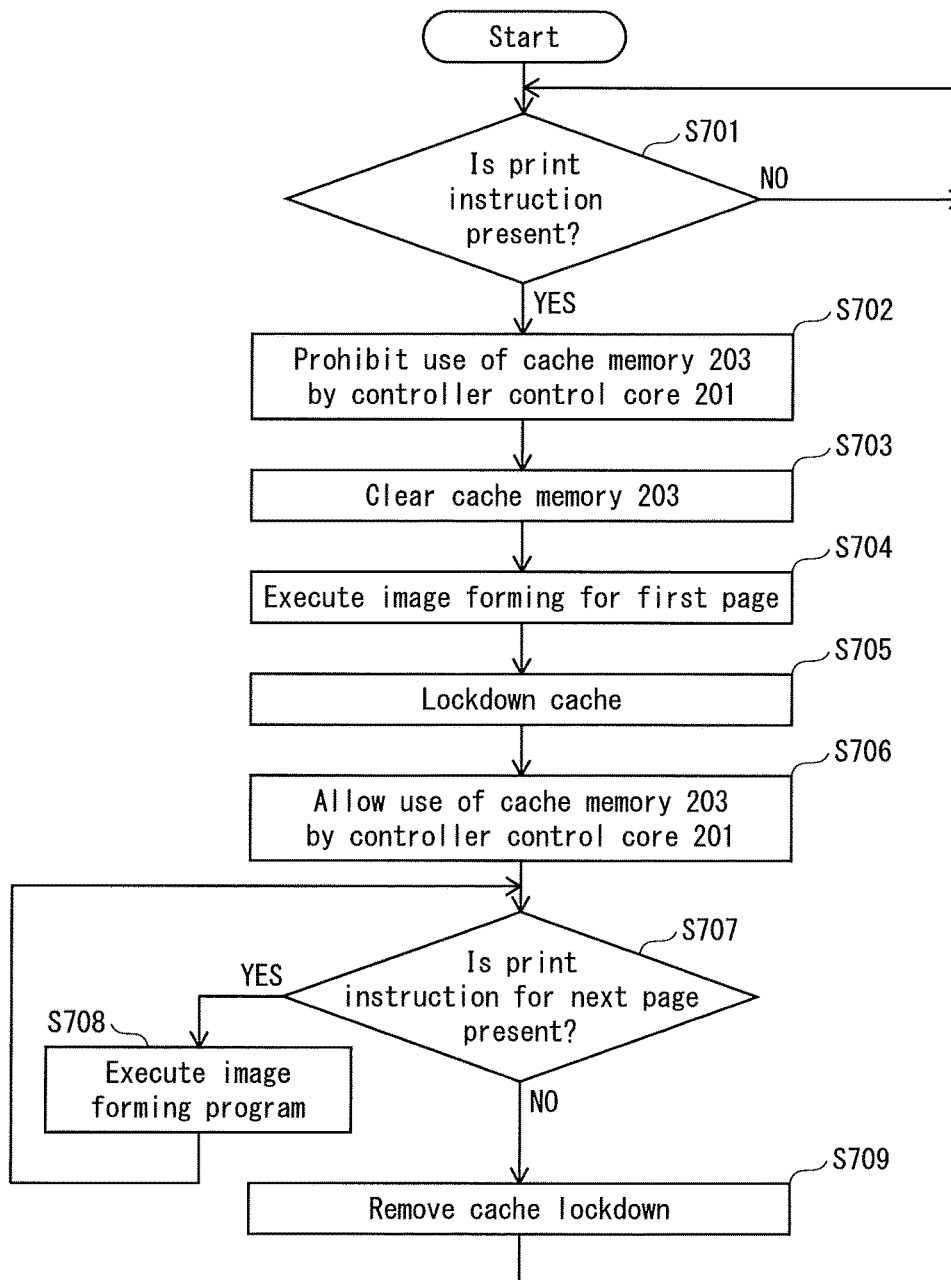 Start
S701
Is print
instruction
present?
NO
YES
S702
Prohibit use of cache memory 203
by controller control core 201
S703
Clear cache memory 203
S704
Execute image forming for first page
S705
Lockdown cache
S706
Allow use of cache memory 203
by controller control core 201
S707
Is print
instruction for next page
present?
YES
S708
Execute image
forming program
NO
S709
Remove cache lockdown